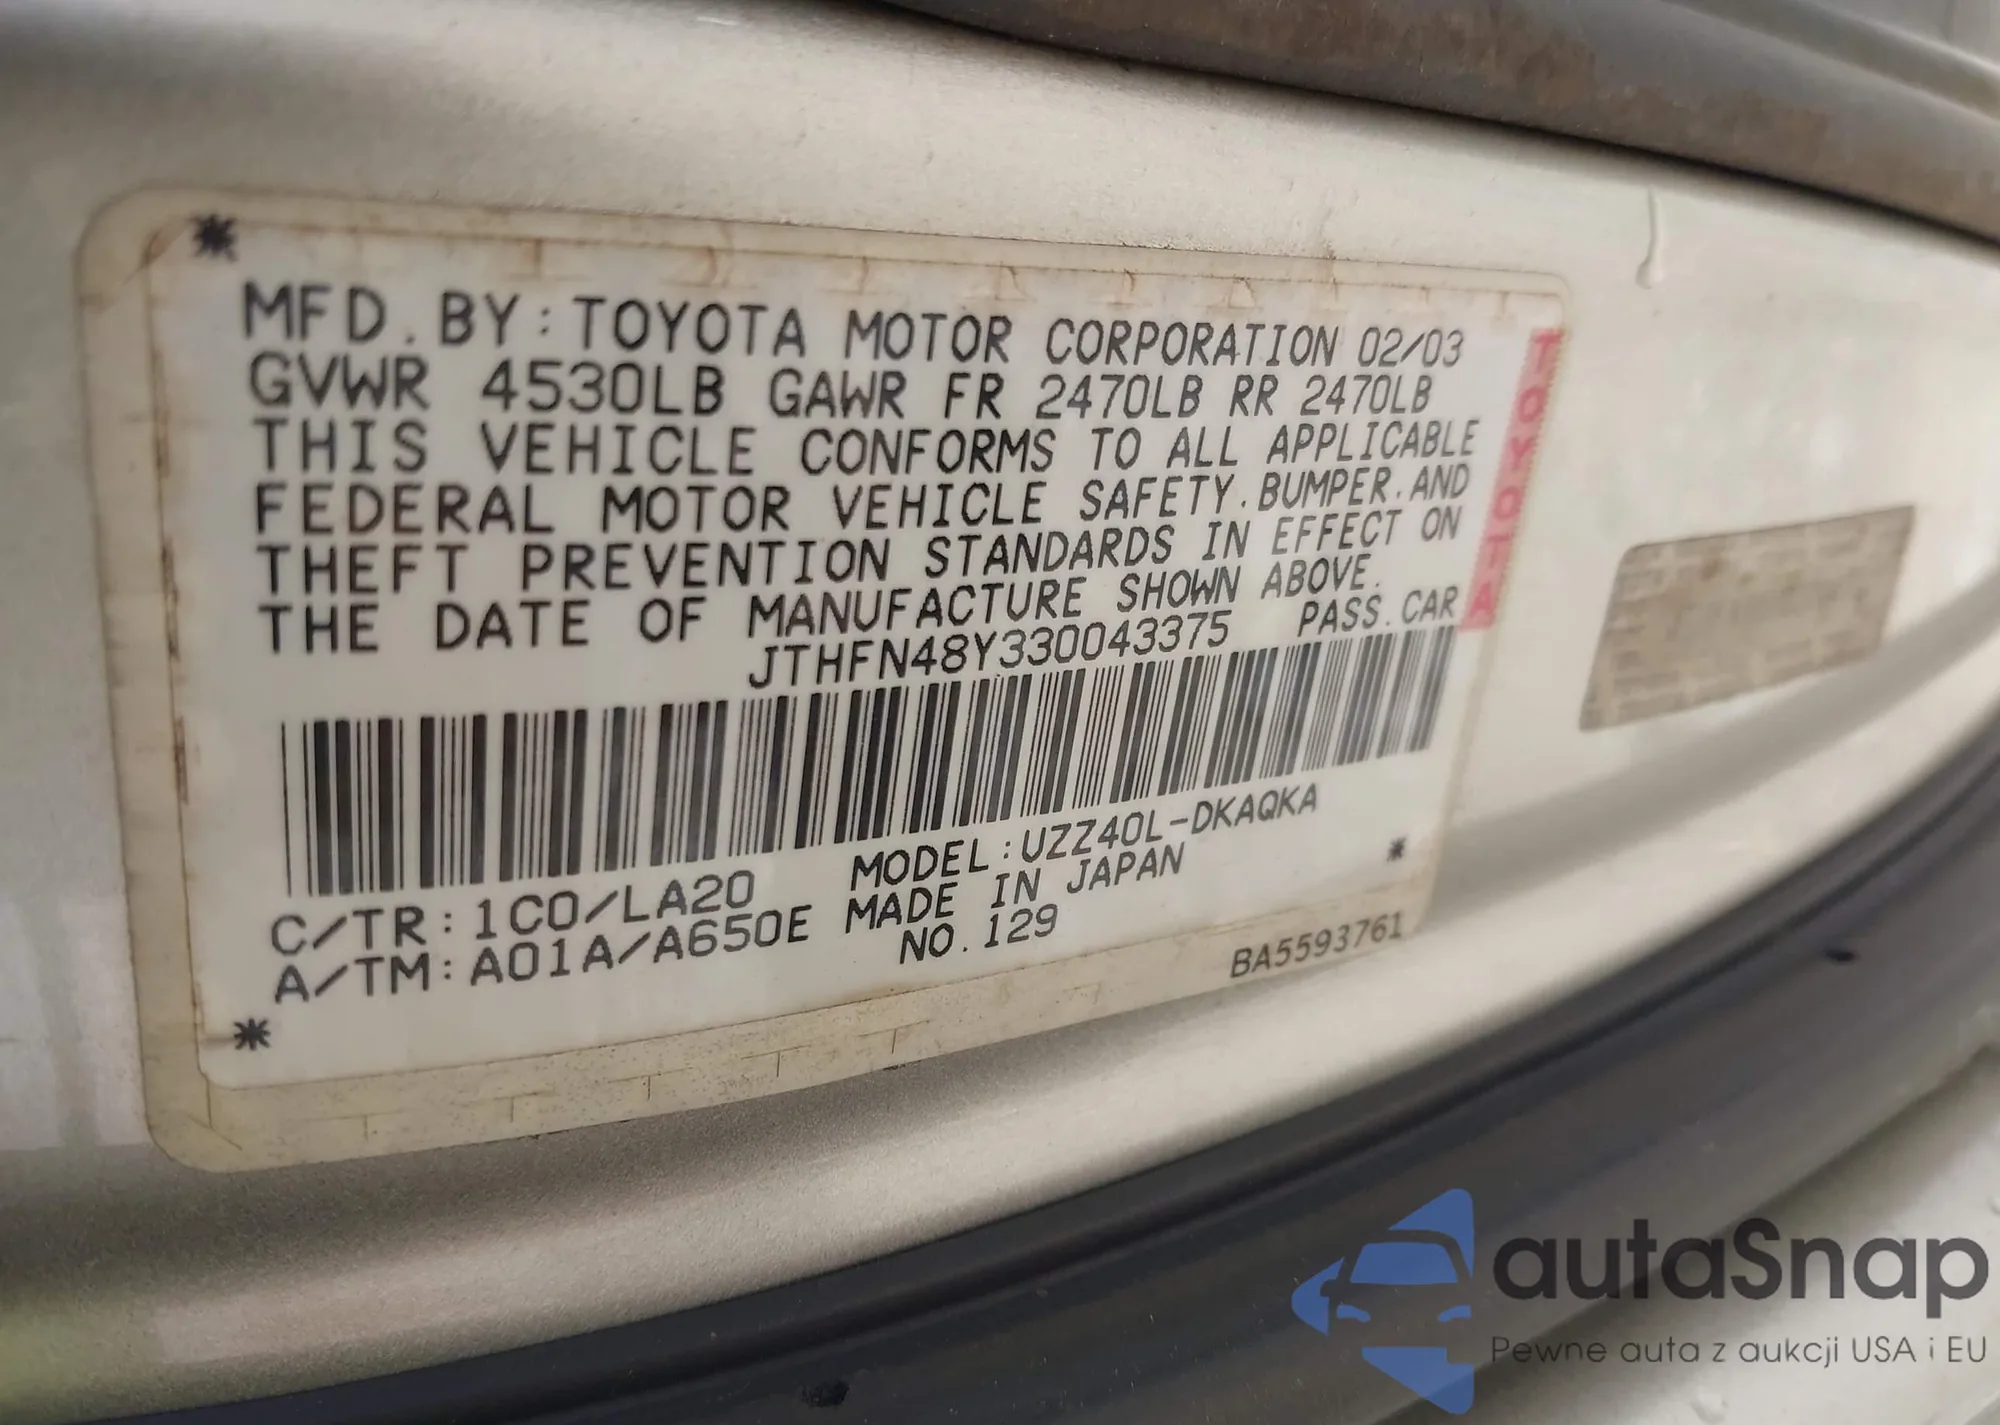 MFD. BY: TOYOTA MOTOR CORPORATION 02/03
GVWR 4530LB GAWR FR 2470LB RR 2470LB
THIS VEHICLE CONFORMS TO ALL APPLICABLE
FEDERAL MOTOR VEHICLE SAFETY. BUMPER. AND
THEFT PREVENTION STANDARDS IN EFFECT ON
THE DATE OF MANUFACTURE SHOWN ABOVE.
JTHFN48Y330043375 PASS. CAR
TOYOTA
C/TR: 1C0/LA20 MODEL: UZZ40L-DKAQKA
A/TM: A01A/A650E MADE IN JAPAN
NO. 129
BA5593761
autaSnap
Pewne auta z aukcji USA i EU